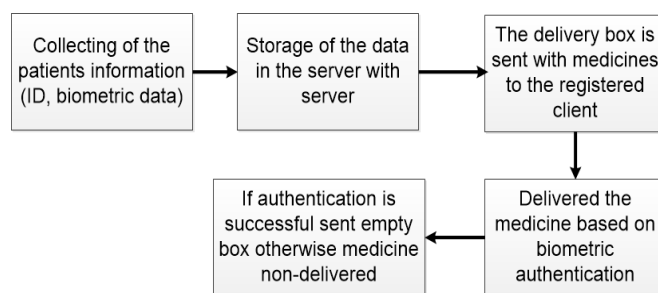 Collecting of the
patients information
(ID, biometric data)
Storage of the data
in the server with
server
The delivery box is
sent with medicines
to the registered
client
Delivered the
medicine based on
biometric
authentication
If authentication is
successful sent empty
box otherwise medicine
non-delivered